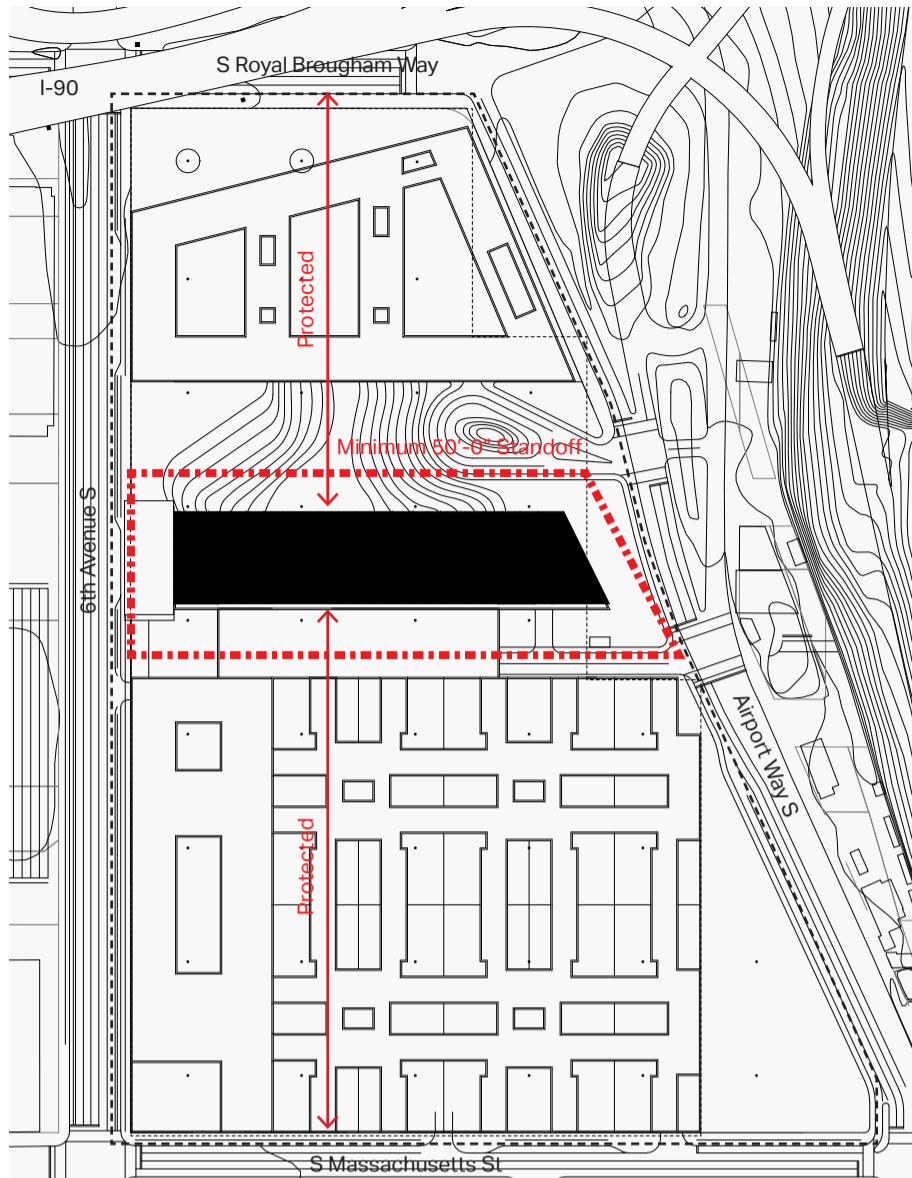 S Royal Brougham Way
I-90
Protected
Minimum 50'-0" Standoff
6th Avenue S
Airport Way S
Protected
S Massachusetts St